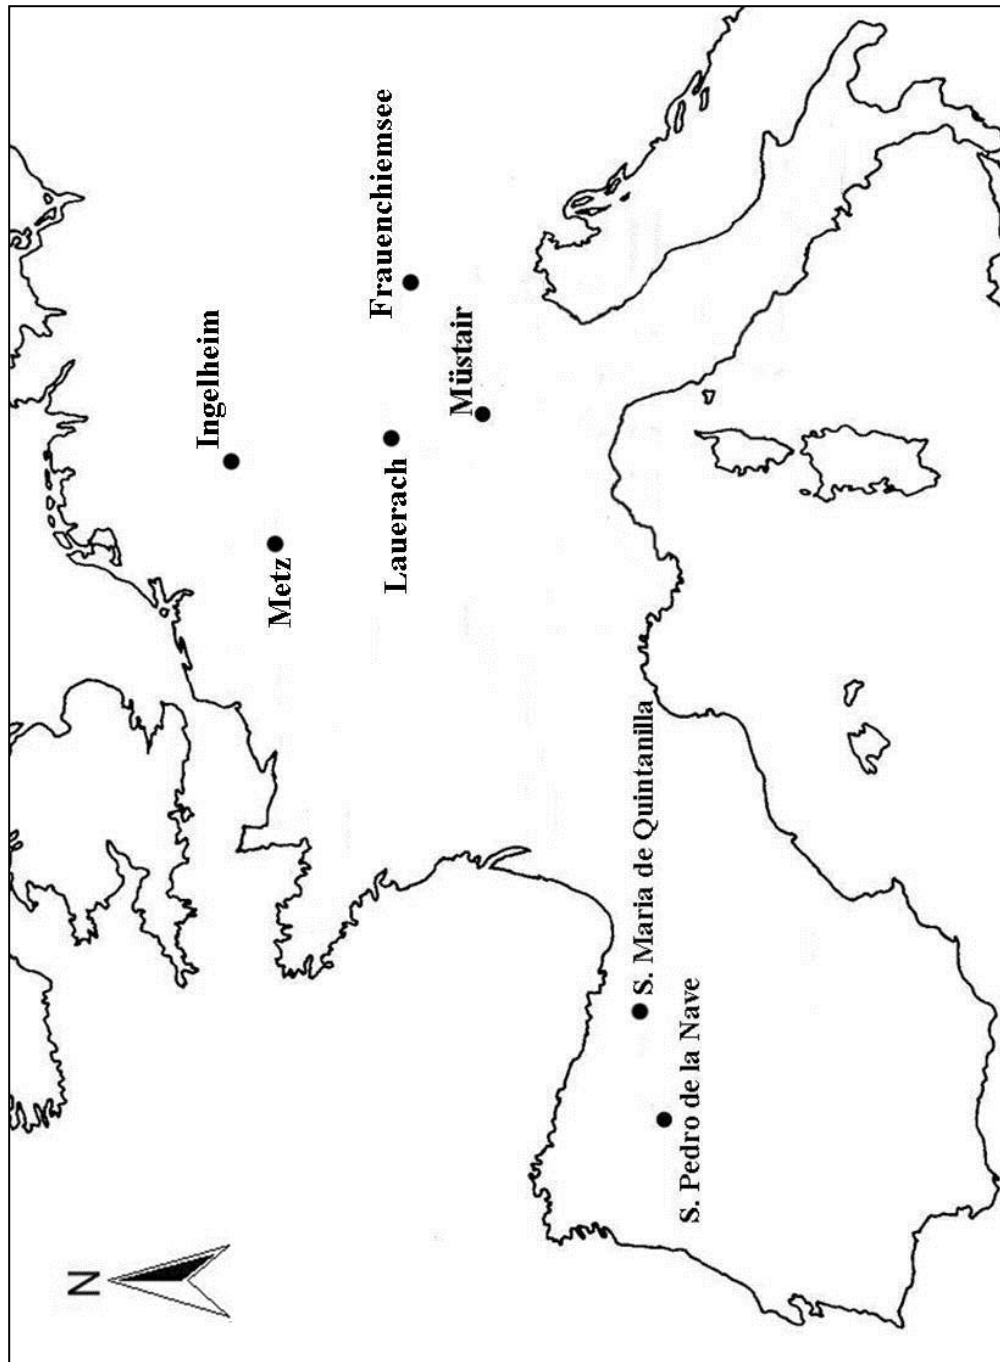 N
Ingelheim
Frauenchiemsee
Metz
Lauerach
Müstair
S. Maria de Quintanilla
S. Pedro de la Nave